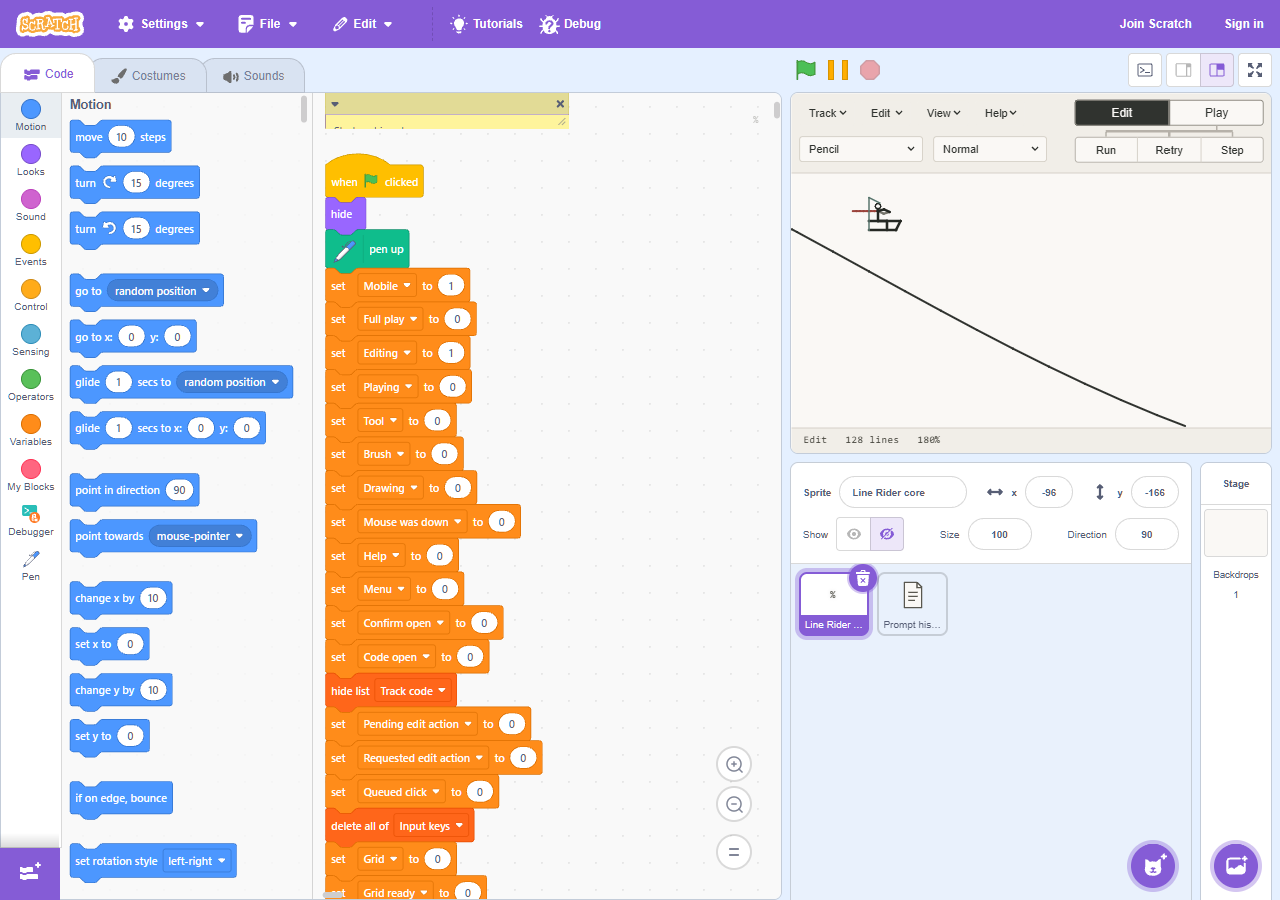 SCRATCH Settings File Edit Tutorials Debug Join Scratch Sign in
Code Costumes Sounds
Motion
Looks
Sound
Events
Control
Sensing
Operators
Variables
My Blocks
Debugger
Pen
Motion
move 10 steps
turn 15 degrees
turn 15 degrees
go to random position
go to x: 0 y: 0
glide 1 secs to random position
glide 1 secs to x: 0 y: 0
point in direction 90
point towards mouse-pointer
change x by 10
set x to 0
change y by 10
set y to 0
if on edge, bounce
set rotation style left-right
%
when clicked
hide
pen up
set Mobile to 1
set Full play to 0
set Editing to 1
set Playing to 0
set Tool to 0
set Brush to 0
set Drawing to 0
set Mouse was down to 0
set Help to 0
set Menu to 0
set Confirm open to 0
set Code open to 0
hide list Track code
set Pending edit action to 0
set Requested edit action to 0
set Queued click to 0
delete all of Input keys
set Grid to 0
set Grid ready to 0
Track Edit View Help Edit Play
Pencil Normal Run Retry Step
Edit 128 lines 180%
Sprite Line Rider core x -96 y -166
Show Size 100 Direction 90
%
Line Rider ...
Prompt his...
Stage
Backdrops
1